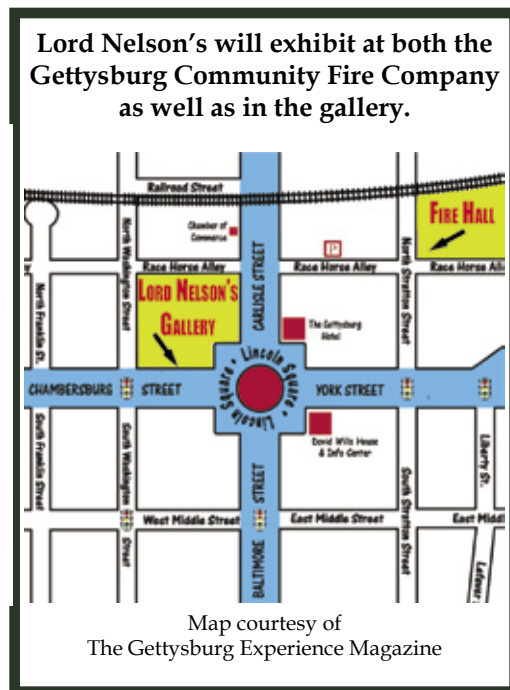 Lord Nelson's will exhibit at both the
Gettysburg Community Fire Company
as well as in the gallery.
Railroad Street
Chamber of
Commerce
FIRE HALL
North Washington Street
CARLISLE STREET
North Stratton Street
P
Race Horse Alley
Race Horse Alley
Race Horse All
North Franklin St.
LORD NELSON'S
GALLERY
The Gettysburg
Hotel
Lincoln Square • Lincoln Square •
CHAMBERSBURG STREET
YORK STREET
David Wills House
& Info Center
South Franklin Street
South Washington Street
BALTIMORE STREET
South Stratton Street
Liberty St.
West Middle Street
East Middle Street
East Middl
Lefever
Map courtesy of
The Gettysburg Experience Magazine